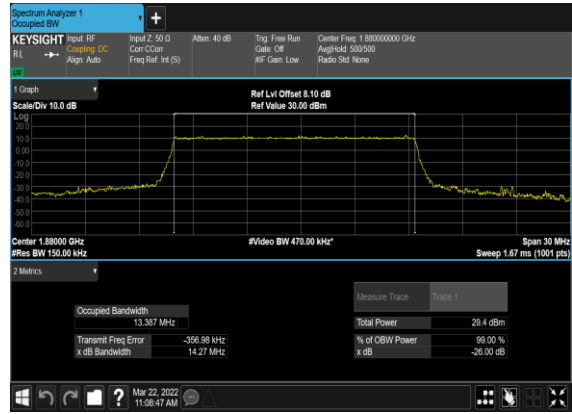 Spectrum Analyzer 1
Occupied BW
+
KEYSIGHT Input: RF Input Z: 50 Ω Atten: 40 dB Trig: Free Run Center Freq: 1.880000000 GHz
RL Coupling: DC Corr CCorr Gate: Off Avg|Hold: 500/500
Align: Auto Freq Ref: Int (S) #IF Gain: Low Radio Std: None
1 Graph
Ref Lvl Offset 8.10 dB
Scale/Div 10.0 dB Ref Value 30.00 dBm
Log
20.0
10.0
0.00
-10.0
-20.0
-30.0
-40.0
-50.0
-60.0
Center 1.88000 GHz #Video BW 470.00 kHz* Span 30 MHz
#Res BW 150.00 kHz Sweep 1.67 ms (1001 pts)
2 Metrics
Measure Trace Trace 1
Occupied Bandwidth
13.387 MHz Total Power 29.4 dBm
Transmit Freq Error -356.98 kHz % of OBW Power 99.00 %
x dB Bandwidth 14.27 MHz x dB -26.00 dB
? Mar 22, 2022
11:08:47 AM